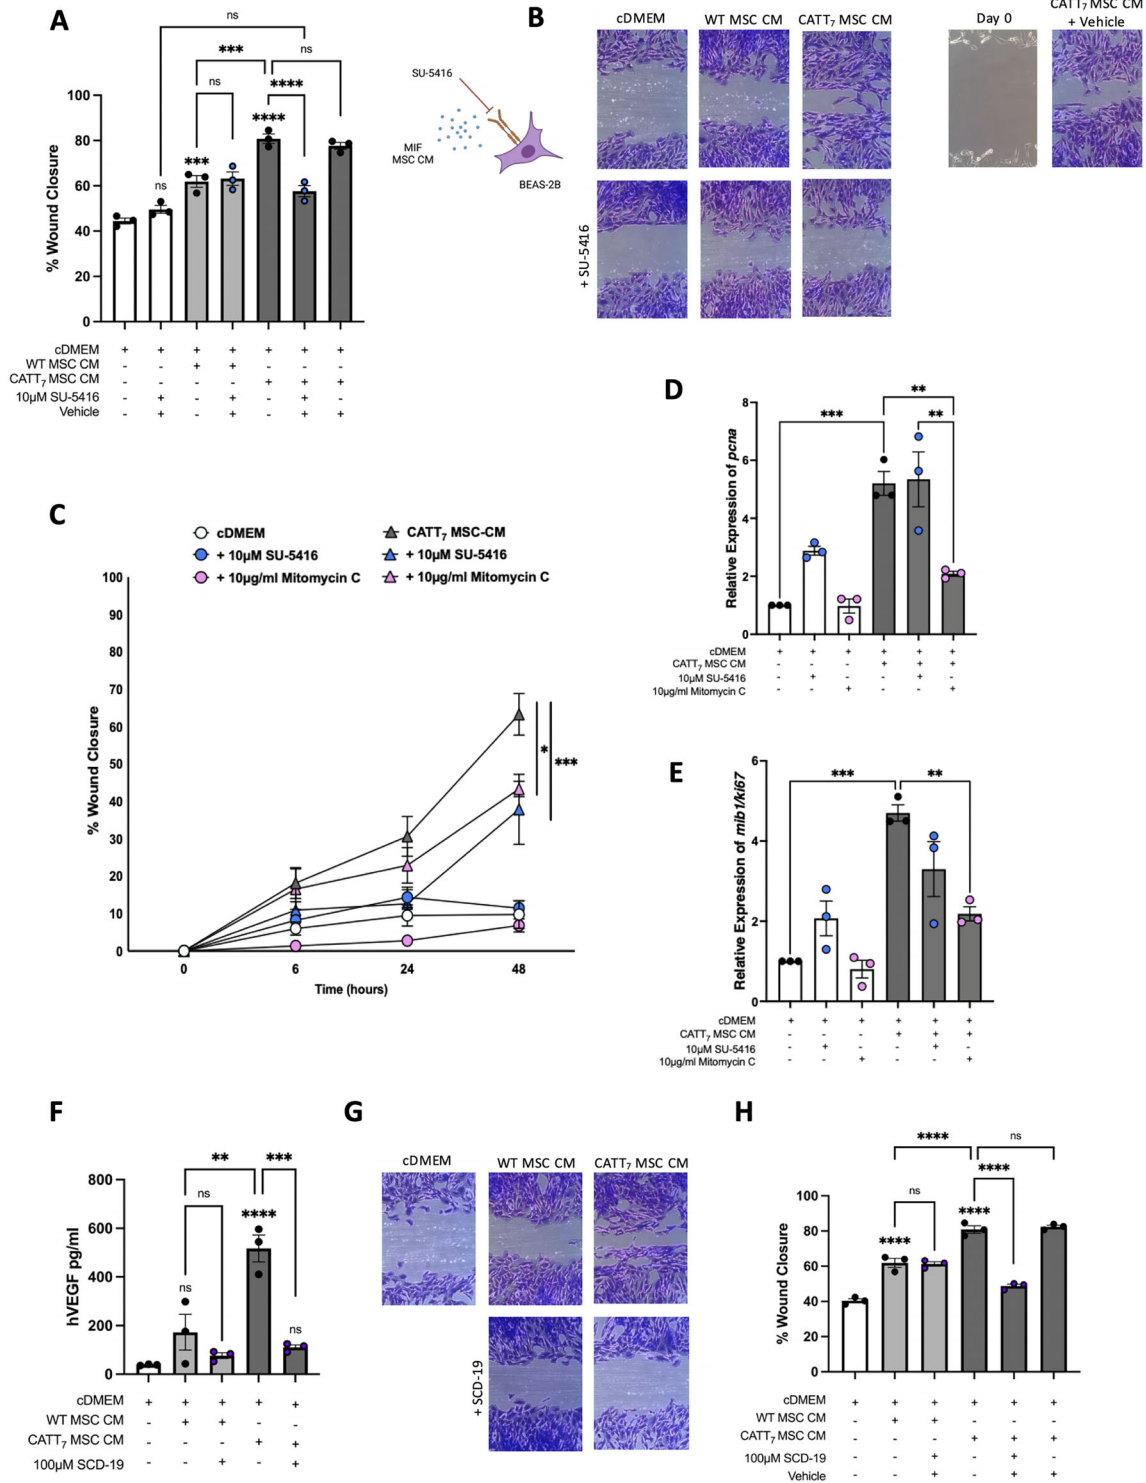 A
ns
ns
***
ns
****
****
***
ns
100
80
60
40
20
0
% Wound Closure
cDMEM + + + + + + +
WT MSC CM - - + + - - -
CATT7 MSC CM - - - - + + +
10µM SU-5416 - + - + - + -
Vehicle - + - + - + +
SU-5416
MIF
MSC CM
BEAS-2B
B
cDMEM
WT MSC CM
CATT7 MSC CM
Day 0
CATT7 MSC CM
+ Vehicle
+ SU-5416
C
cDMEM
+ 10µM SU-5416
+ 10µg/ml Mitomycin C
CATT7 MSC-CM
+ 10µM SU-5416
+ 10µg/ml Mitomycin C
100
90
80
70
60
50
40
30
20
10
0
% Wound Closure
*
***
0 6 24 48
Time (hours)
D
**
***
**
8
6
4
2
0
Relative Expression of pcna
cDMEM + + + + + +
CATT7 MSC CM - - - + + +
10µM SU-5416 - + - - + -
10µg/ml Mitomycin C - - + - - +
E
***
**
6
4
2
0
Relative Expression of mib1/ki67
cDMEM + + + + + +
CATT7 MSC CM - - - + + +
10µM SU-5416 - + - - + -
10µg/ml Mitomycin C - - + - - +
F
**
***
ns
****
ns
ns
800
600
400
200
0
hVEGF pg/ml
cDMEM + + + + +
WT MSC CM - + + - -
CATT7 MSC CM - - - + +
100µM SCD-19 - - + - +
G
cDMEM
WT MSC CM
CATT7 MSC CM
+ SCD-19
H
****
ns
****
ns
****
****
100
80
60
40
20
0
% Wound Closure
cDMEM + + + + + +
WT MSC CM - + + - - -
CATT7 MSC CM - - - + + +
100µM SCD-19 - - + - + -
Vehicle - - + - + +